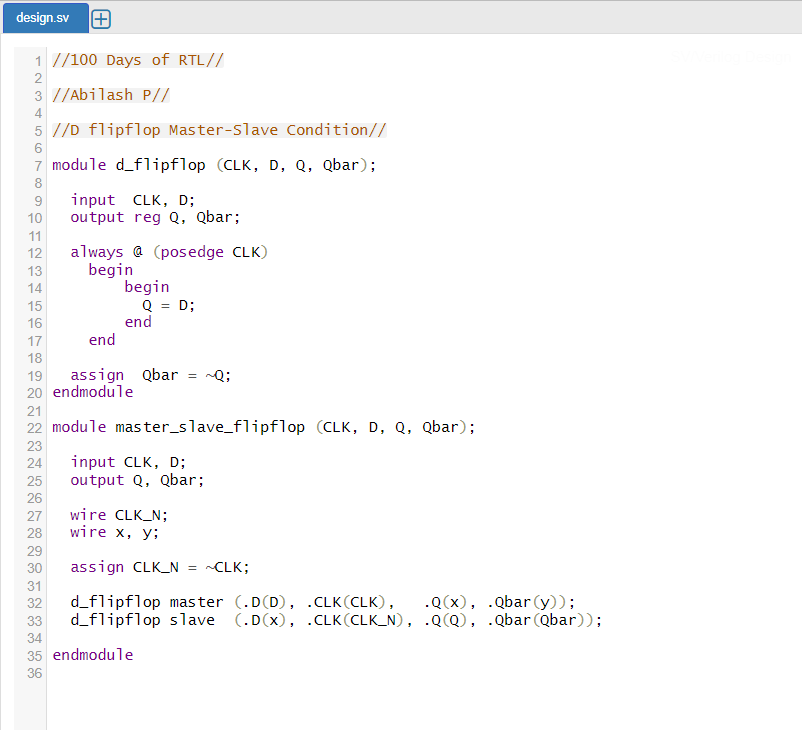 design.sv
1 //100 Days of RTL//
2
3 //Abilash P//
4
5 //D flipflop Master-Slave Condition//
6
7 module d_flipflop (CLK, D, Q, Qbar);
8
9   input  CLK, D;
10   output reg Q, Qbar;
11
12   always @ (posedge CLK)
13     begin
14         begin
15           Q = D;
16         end
17     end
18
19   assign  Qbar = ~Q;
20 endmodule
21
22 module master_slave_flipflop (CLK, D, Q, Qbar);
23
24   input CLK, D;
25   output Q, Qbar;
26
27   wire CLK_N;
28   wire x, y;
29
30   assign CLK_N = ~CLK;
31
32   d_flipflop master (.D(D), .CLK(CLK),   .Q(x), .Qbar(y));
33   d_flipflop slave  (.D(x), .CLK(CLK_N), .Q(Q), .Qbar(Qbar));
34
35 endmodule
36